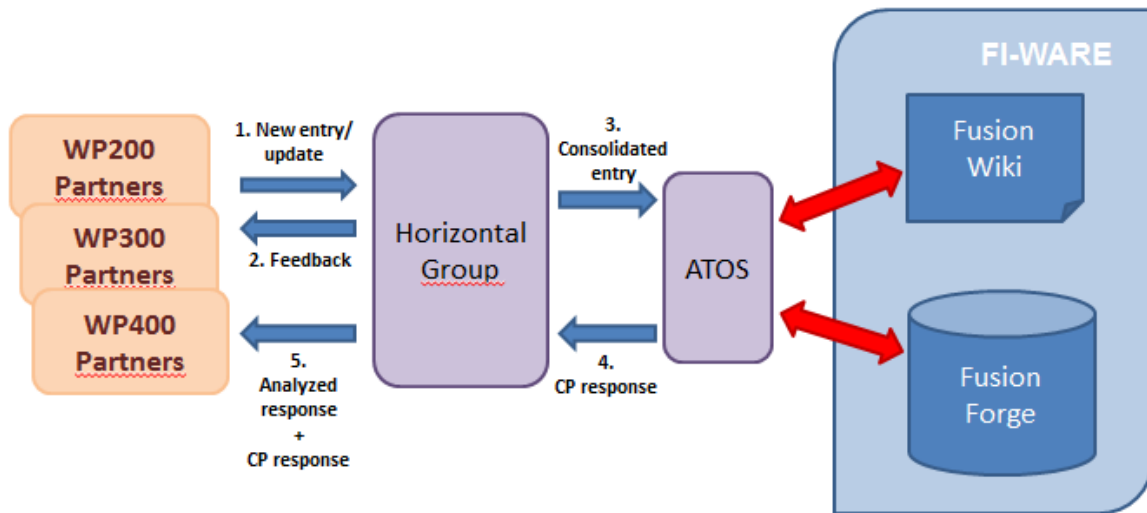 FI-WARE
WP200
Partners
WP300
Partners
WP400
Partners
1. New entry/
update
2. Feedback
5.
Analyzed
response
+
CP response
Horizontal
Group
3.
Consolidated
entry
4.
CP response
ATOS
Fusion
Wiki
Fusion
Forge